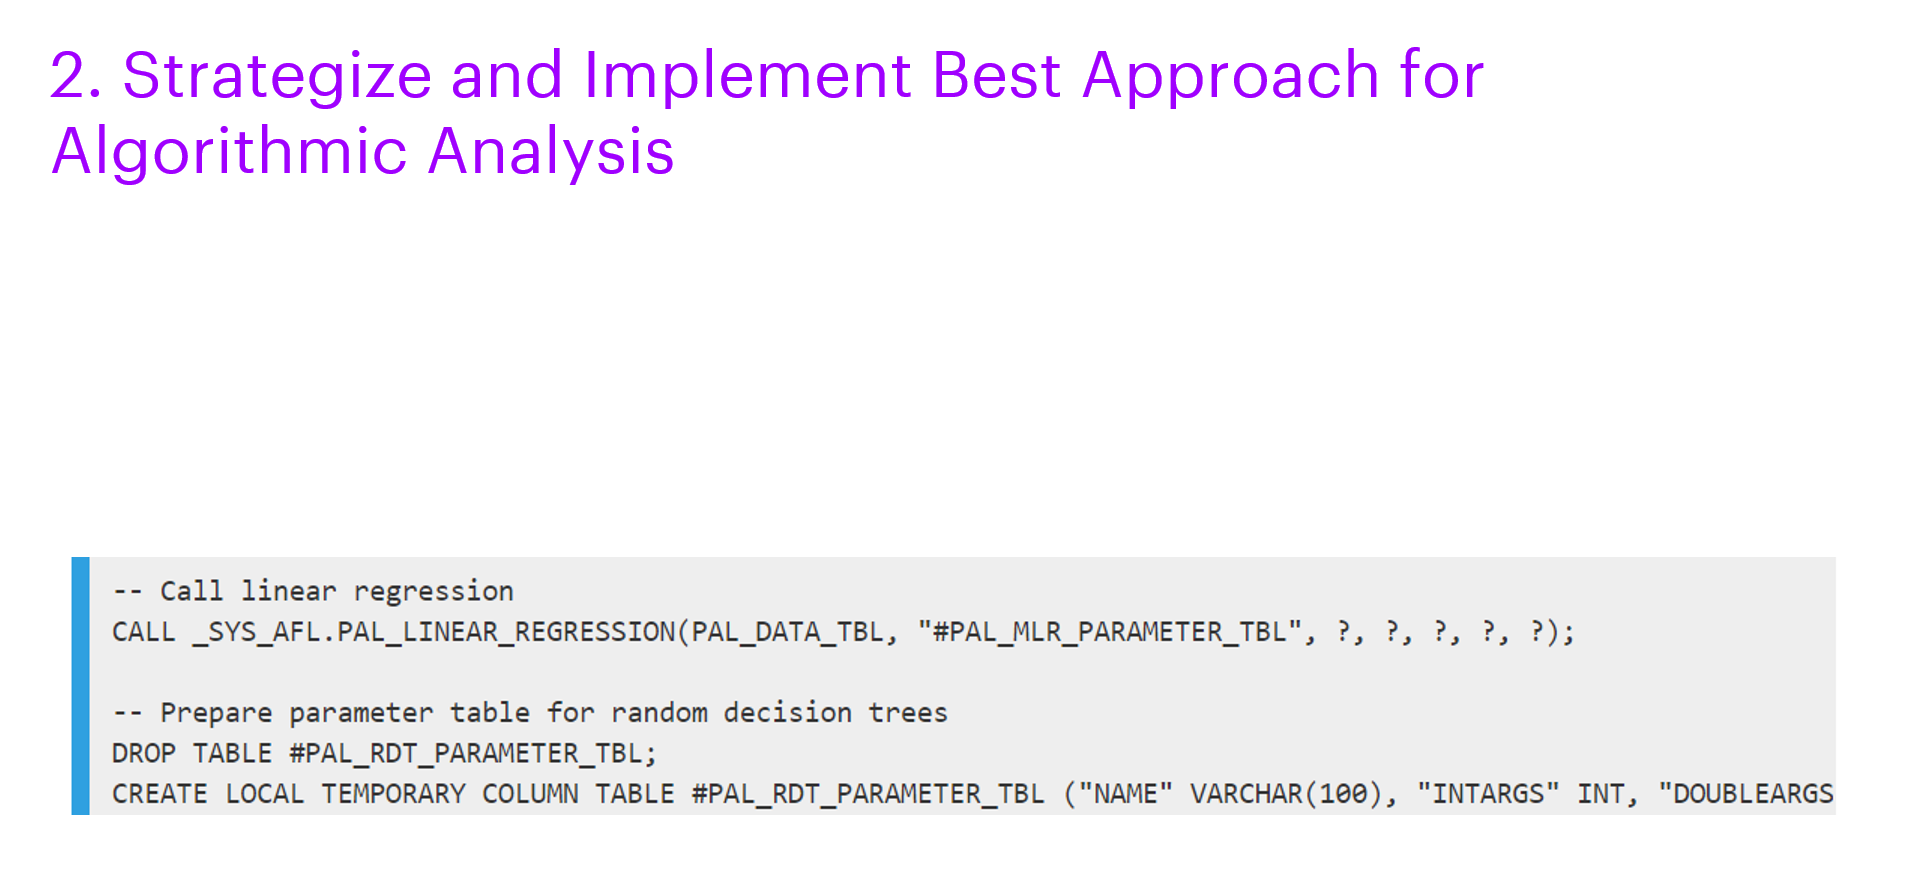 2. Strategize and Implement Best Approach for
Algorithmic Analysis
-- Call linear regression
CALL _SYS_AFL.PAL_LINEAR_REGRESSION(PAL_DATA_TBL, "#PAL_MLR_PARAMETER_TBL", ?, ?, ?, ?, ?);
-- Prepare parameter table for random decision trees
DROP TABLE #PAL_RDT_PARAMETER_TBL;
CREATE LOCAL TEMPORARY COLUMN TABLE #PAL_RDT_PARAMETER_TBL ("NAME" VARCHAR(100), "INTARGS" INT, "DOUBLEARGS